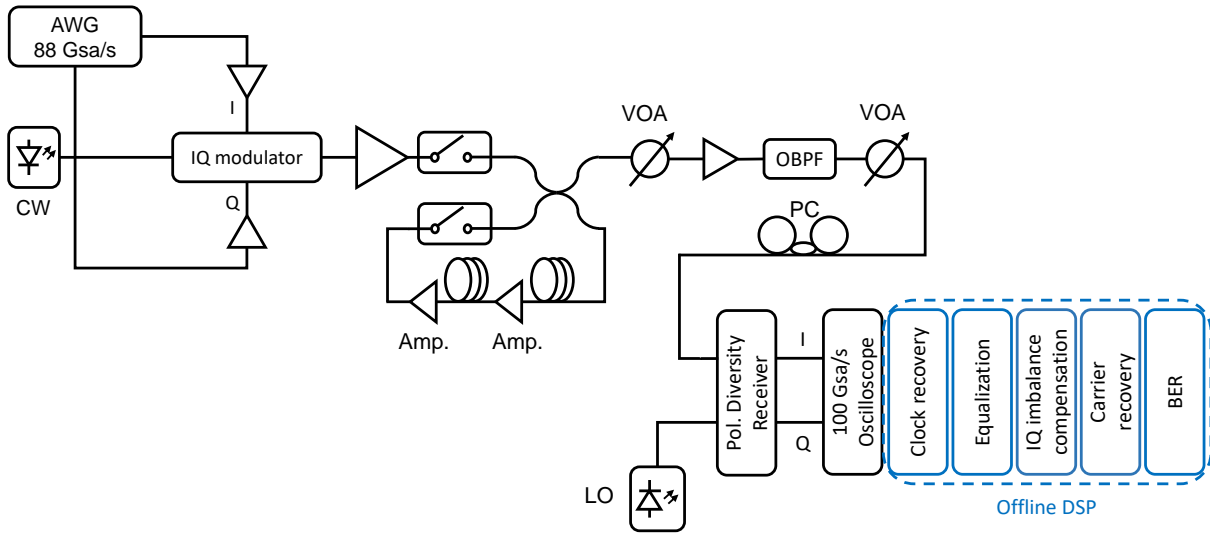 AWG
88 Gsa/s
I
VOA
VOA
IQ modulator
OBPF
CW
Q
PC
Amp.
Amp.
I
Q
Pol. Diversity
Receiver
100 Gsa/s
Oscilloscope
Clock recovery
Equalization
IQ imbalance
compensation
Carrier
recovery
BER
LO
Offline DSP